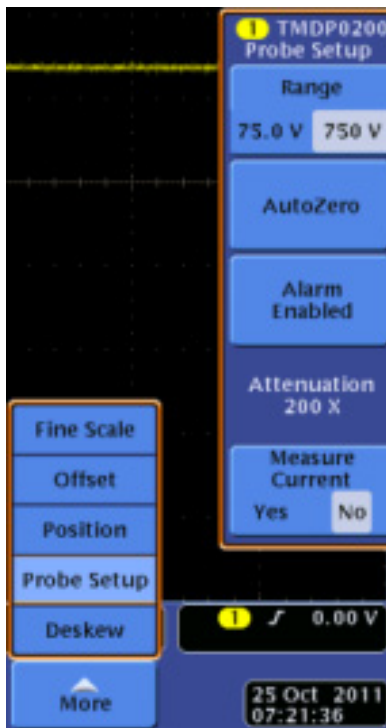 1 TMDP0200
Probe Setup
Range
75.0 V 750 V
AutoZero
Alarm
Enabled
Attenuation
200 X
Measure
Current
Yes No
Fine Scale
Offset
Position
Probe Setup
Deskew
More
1 0.00 V
25 Oct 2011
07:21:36